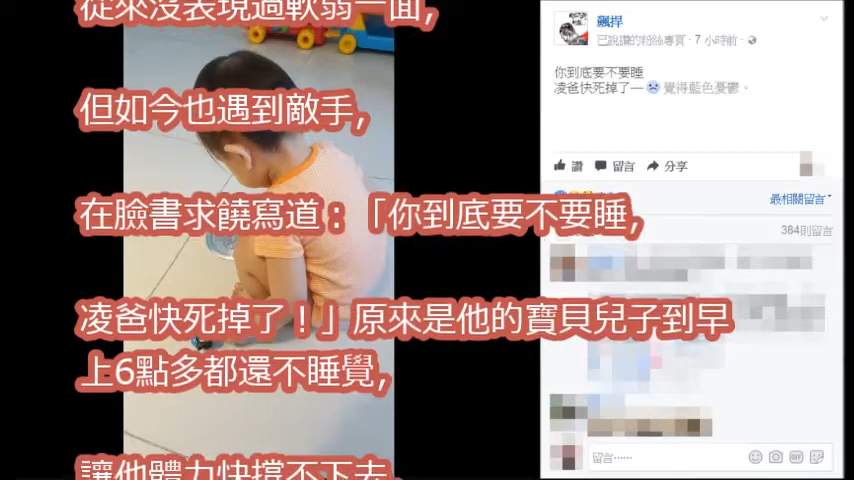 從來沒表現過軟弱一面,
但如今也遇到敵手,
在臉書求饒寫道：「你到底要不要睡,
凌爸快死掉了！」原來是他的寶貝兒子到早
上6點多都還不睡覺,
讓他體力快撐不下去,
飆捍
已說讚的粉絲專頁 · 7 小時前 ·
你到底要不要睡
凌爸快死掉了— 覺得藍色憂鬱。
讚 留言 分享
最相關留言
384則留言
留言……